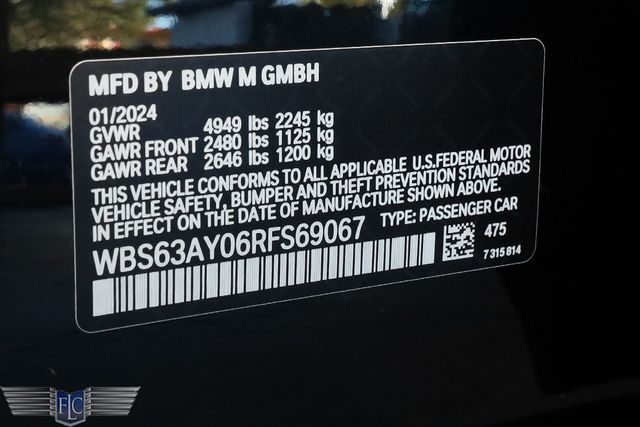 MFD BY BMW M GMBH
01/2024
GVWR 4949 lbs 2245 kg
GAWR FRONT 2480 lbs 1125 kg
GAWR REAR 2646 lbs 1200 kg
THIS VEHICLE CONFORMS TO ALL APPLICABLE U.S.FEDERAL MOTOR
VEHICLE SAFETY, BUMPER AND THEFT PREVENTION STANDARDS
IN EFFECT ON THE DATE OF MANUFACTURE SHOWN ABOVE.
WBS63AY06RFS69067 TYPE: PASSENGER CAR
475
7 315 814
FLC